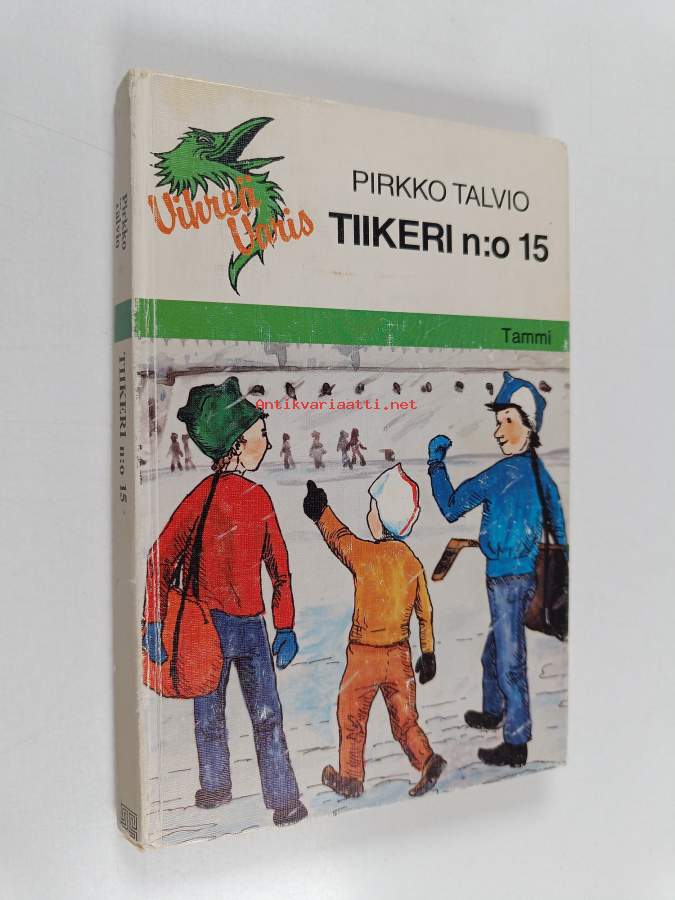 Vihreä
Varis
PIRKKO TALVIO
TIIKERI n:o 15
Tammi
Antikvariaatti.net
Pirkko
Talvio
TIIKERI n:o 15